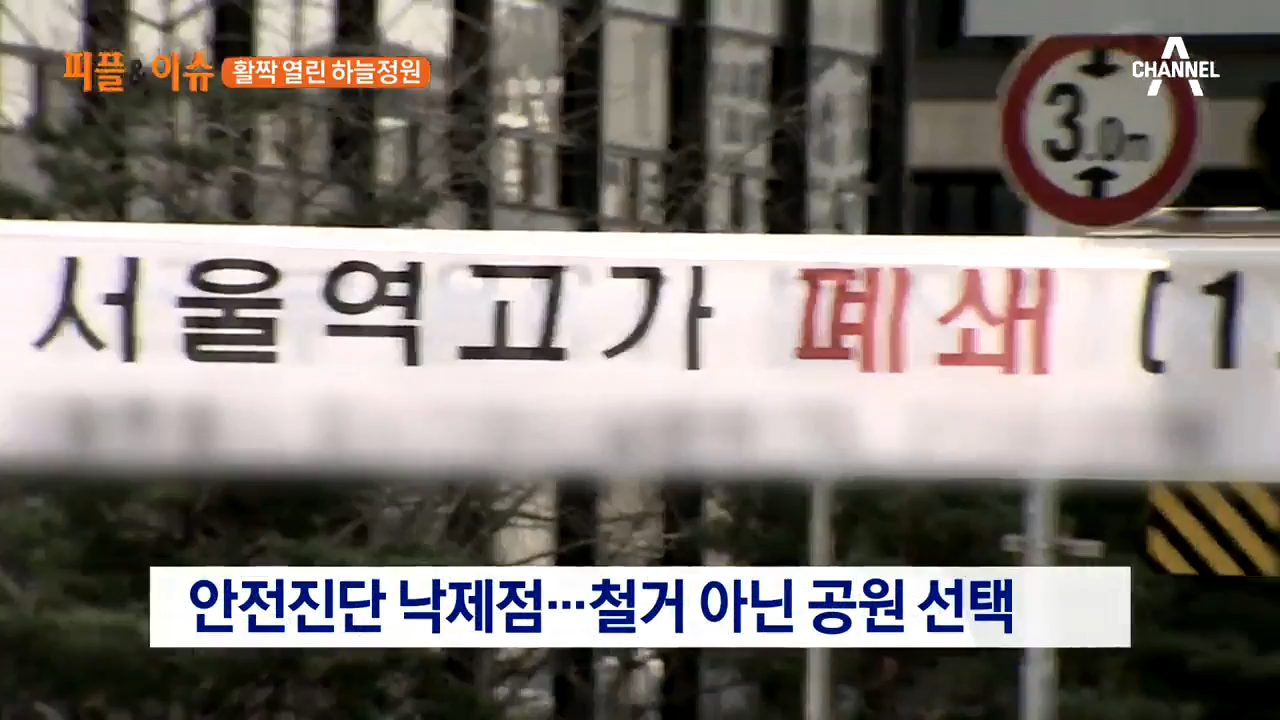 피플&이슈 활짝 열린 하늘정원
CHANNEL A
3.0m
서울역고가 폐쇄 (1
안전진단 낙제점…철거 아닌 공원 선택